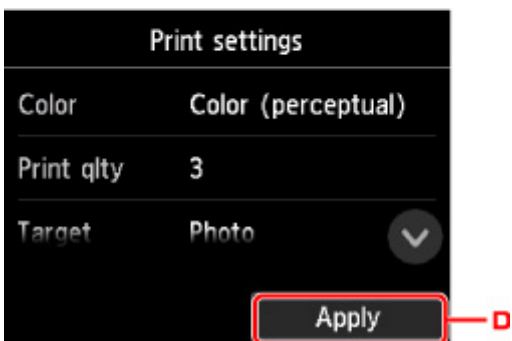 Print settings
Color Color (perceptual)
Print qlty 3
Target Photo
Apply D